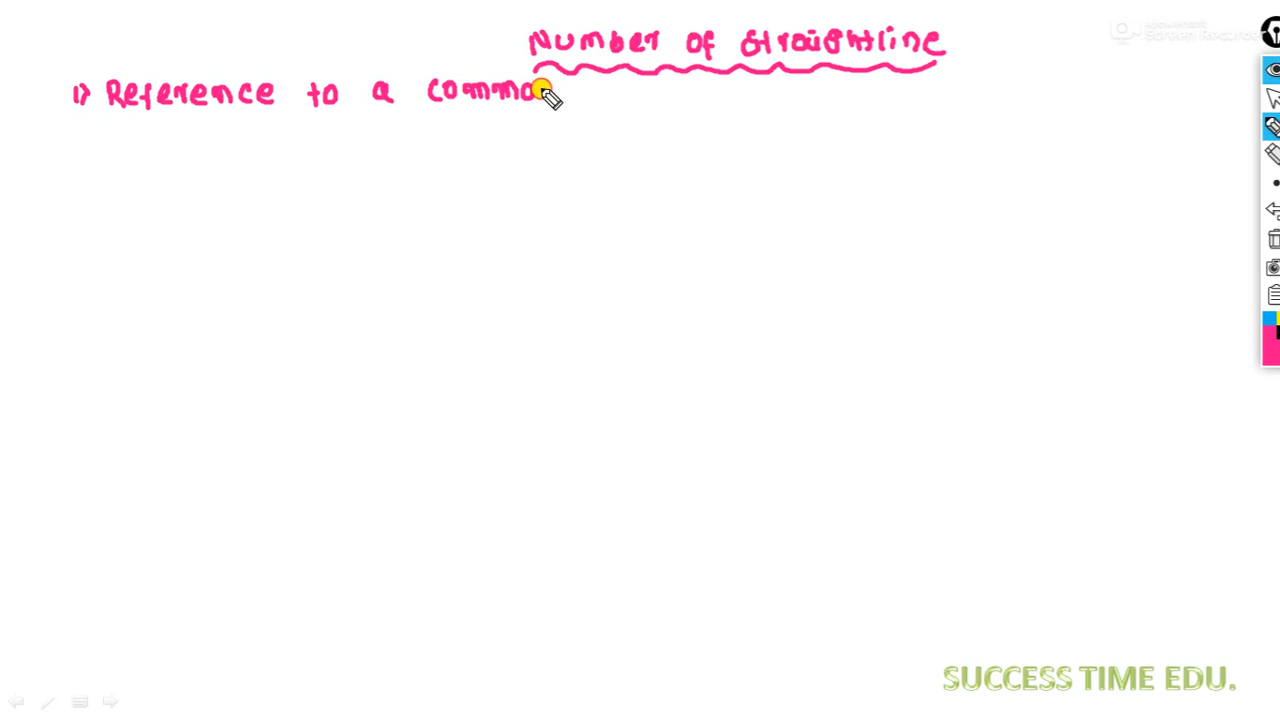 Number of straightline
1) Reference to a commo
SUCCESS TIME EDU.